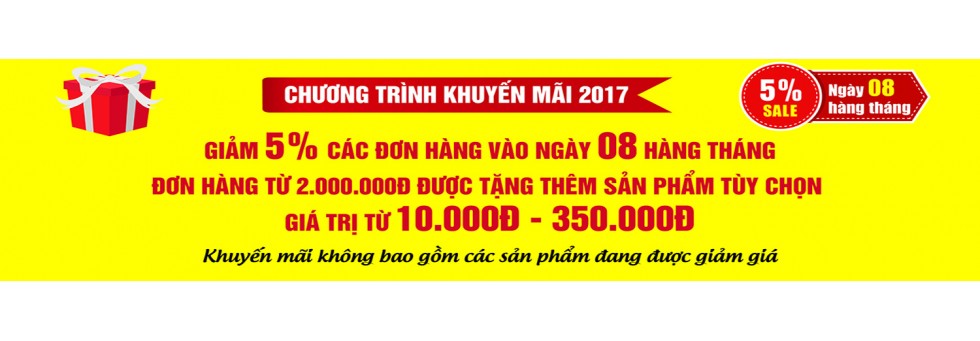 CHƯƠNG TRÌNH KHUYẾN MÃI 2017
5% SALE
Ngày 08
hàng tháng
GIẢM 5% CÁC ĐƠN HÀNG VÀO NGÀY 08 HÀNG THÁNG
ĐƠN HÀNG TỪ 2.000.000Đ ĐƯỢC TẶNG THÊM SẢN PHẨM TÙY CHỌN
GIÁ TRỊ TỪ 10.000Đ - 350.000Đ
Khuyến mãi không bao gồm các sản phẩm đang được giảm giá